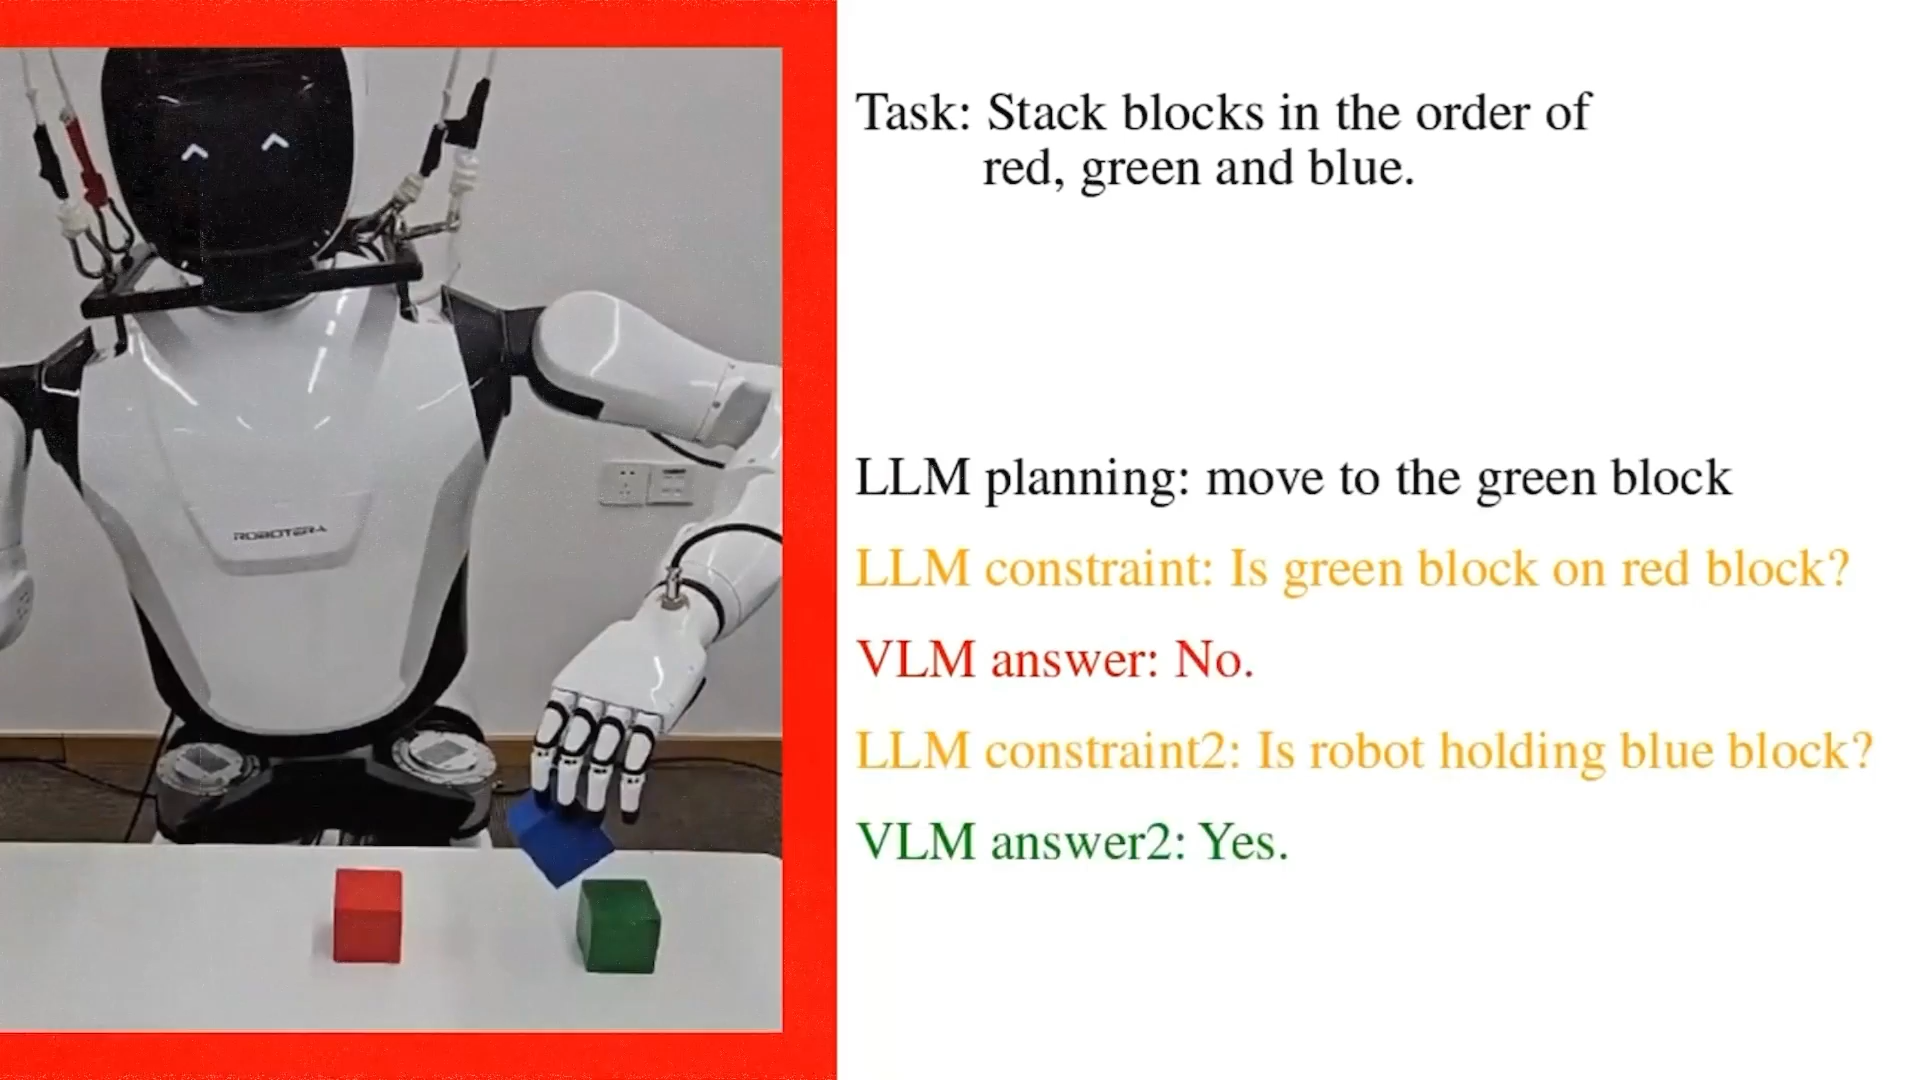 ROBOTERA
Task: Stack blocks in the order of
red, green and blue.
LLM planning: move to the green block
LLM constraint: Is green block on red block?
VLM answer: No.
LLM constraint2: Is robot holding blue block?
VLM answer2: Yes.